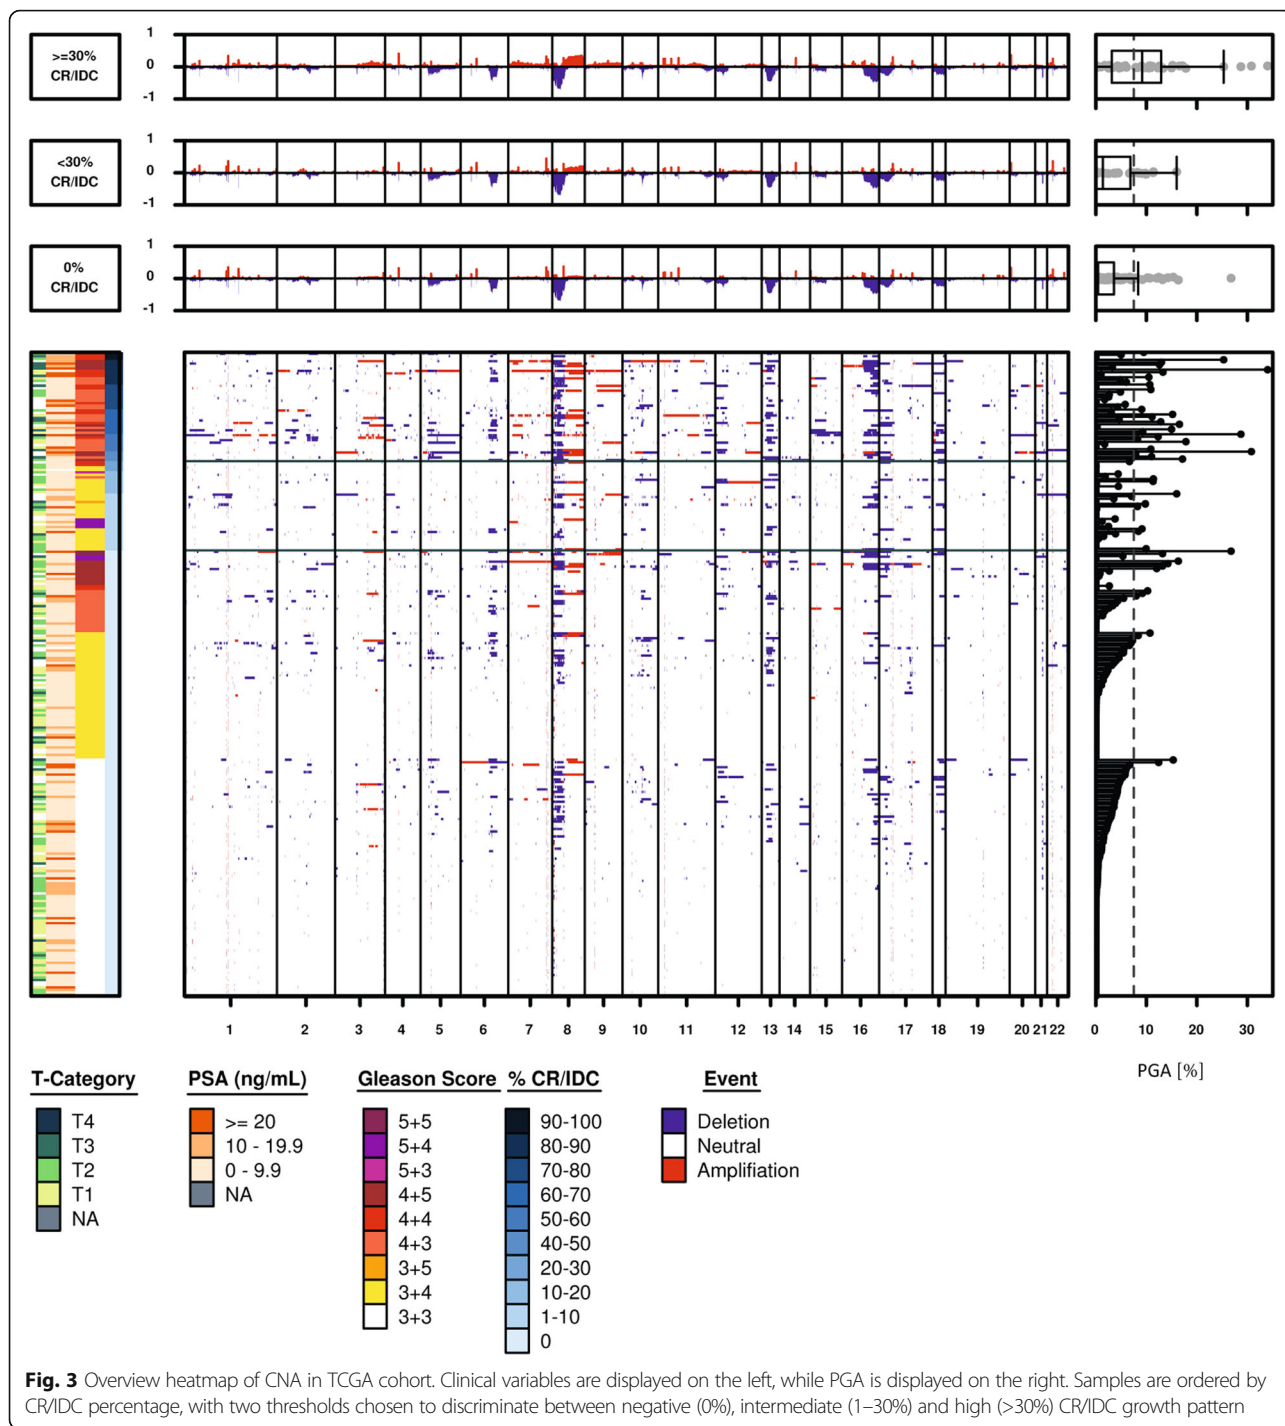 >=30%
CR/IDC
1
0
-1
<30%
CR/IDC
1
0
-1
0%
CR/IDC
1
0
-1
1 2 3 4 5 6 7 8 9 10 11 12 13 14 15 16 17 18 19 20 21 22
0 10 20 30
PGA [%]
T-Category
T4
T3
T2
T1
NA
PSA (ng/mL)
>= 20
10 - 19.9
0 - 9.9
NA
Gleason Score
5+5
5+4
5+3
4+5
4+4
4+3
3+5
3+4
3+3
% CR/IDC
90-100
80-90
70-80
60-70
50-60
40-50
20-30
10-20
1-10
0
Event
Deletion
Neutral
Amplifiation
Fig. 3 Overview heatmap of CNA in TCGA cohort. Clinical variables are displayed on the left, while PGA is displayed on the right. Samples are ordered by
CR/IDC percentage, with two thresholds chosen to discriminate between negative (0%), intermediate (1–30%) and high (>30%) CR/IDC growth pattern